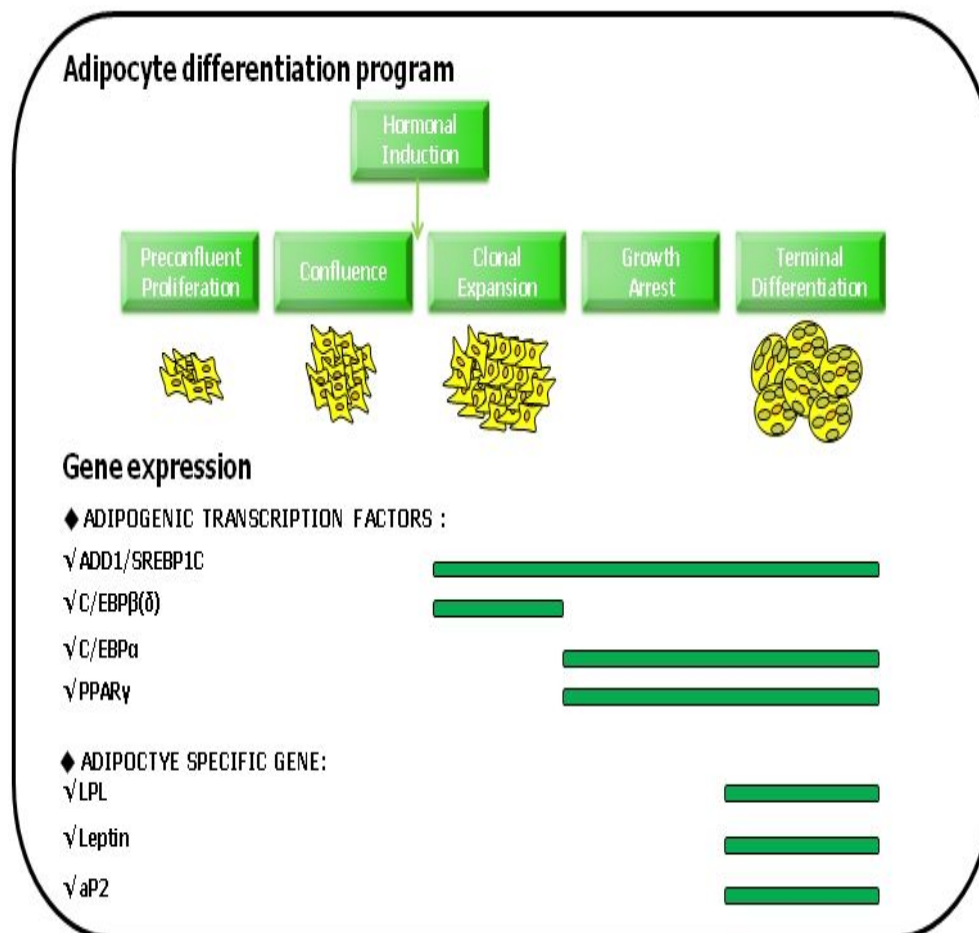 Adipocyte differentiation program
Hormonal
Induction
Preconfluent
Proliferation
Confluence
Clonal
Expansion
Growth
Arrest
Terminal
Differentiation
Gene expression
◆ ADIPOGENIC TRANSCRIPTION FACTORS :
√ ADD1/SREBP1C
√ C/EBPβ(δ)
√ C/EBPα
√ PPARγ
◆ ADIPOCTYE SPECIFIC GENE:
√ LPL
√ Leptin
√ aP2